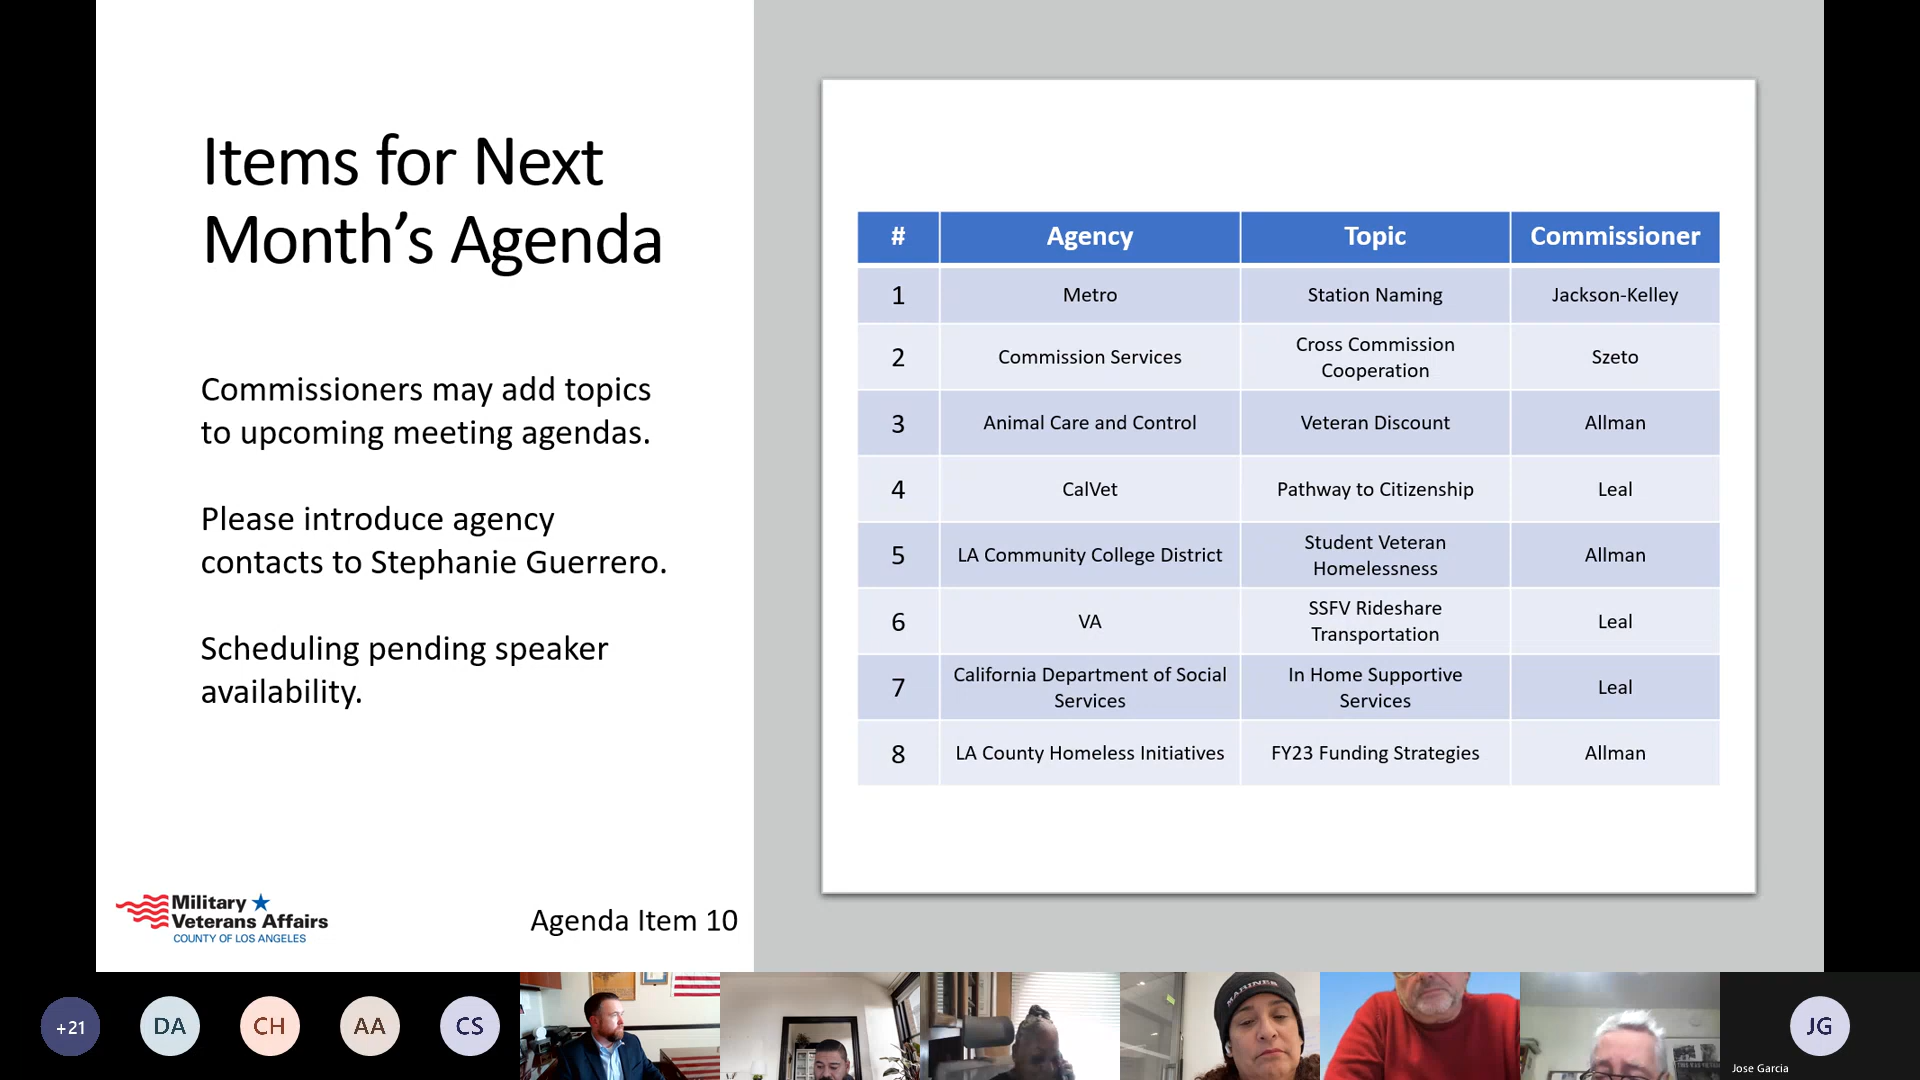 Items for Next
Month’s Agenda
Commissioners may add topics
to upcoming meeting agendas.
Please introduce agency
contacts to Stephanie Guerrero.
Scheduling pending speaker
availability.
Military
Veterans Affairs
COUNTY OF LOS ANGELES
Agenda Item 10
# Agency Topic Commissioner
1 Metro Station Naming Jackson-Kelley
2 Commission Services Cross Commission
Cooperation Szeto
3 Animal Care and Control Veteran Discount Allman
4 CalVet Pathway to Citizenship Leal
5 LA Community College District Student Veteran
Homelessness Allman
6 VA SSFV Rideshare
Transportation Leal
7 California Department of Social
Services In Home Supportive
Services Leal
8 LA County Homeless Initiatives FY23 Funding Strategies Allman
+21 DA CH AA CS JG
MARINES
Jose Garcia